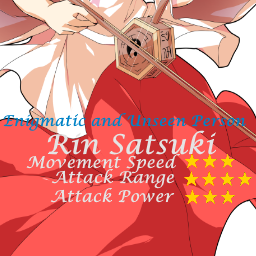 Enigmatic and Unseen Person
Rin Satsuki
Movement Speed ★★★
Attack Range ★★★★
Attack Power ★★★